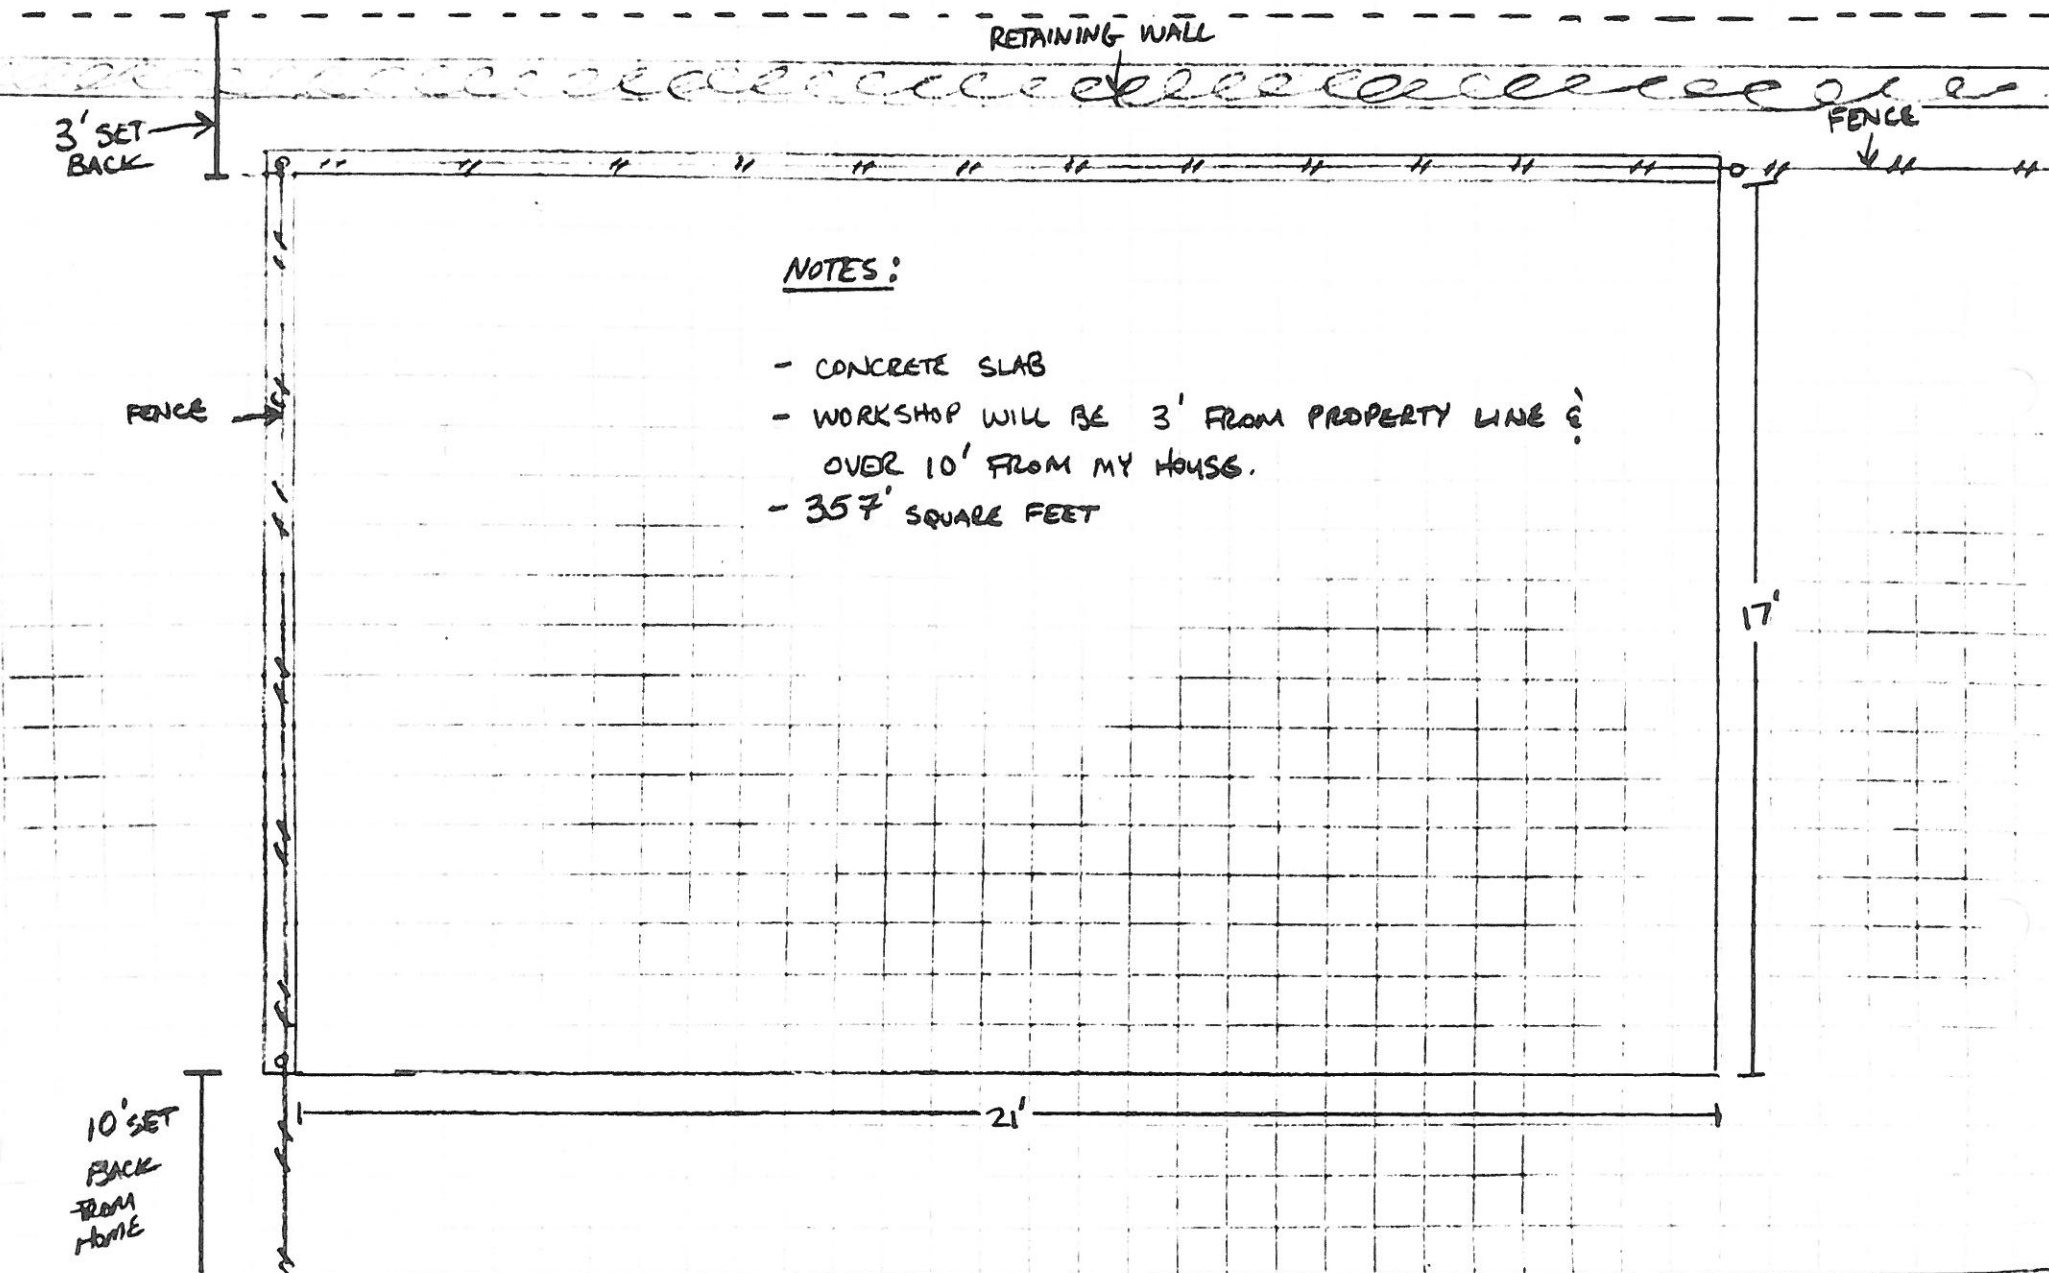 RETAINING WALL
3' SET
BACK
FENCE
NOTES:
- CONCRETE SLAB
- WORKSHOP WILL BE 3' FROM PROPERTY LINE &
OVER 10' FROM MY HOUSE.
- 357' SQUARE FEET
FENCE
17'
21'
10' SET
BACK
FROM
HOME